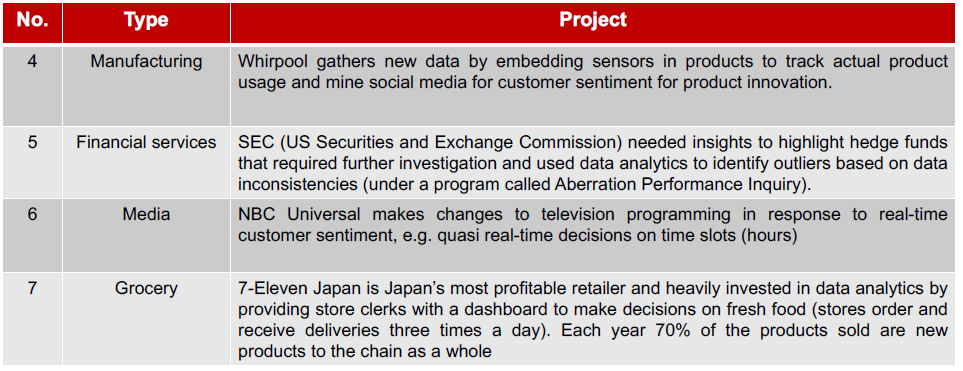 No. Type Project
4 Manufacturing Whirpool gathers new data by embedding sensors in products to track actual product
usage and mine social media for customer sentiment for product innovation.
5 Financial services SEC (US Securities and Exchange Commission) needed insights to highlight hedge funds
that required further investigation and used data analytics to identify outliers based on data
inconsistencies (under a program called Aberration Performance Inquiry).
6 Media NBC Universal makes changes to television programming in response to real-time
customer sentiment, e.g. quasi real-time decisions on time slots (hours)
7 Grocery 7-Eleven Japan is Japan’s most profitable retailer and heavily invested in data analytics by
providing store clerks with a dashboard to make decisions on fresh food (stores order and
receive deliveries three times a day). Each year 70% of the products sold are new
products to the chain as a whole